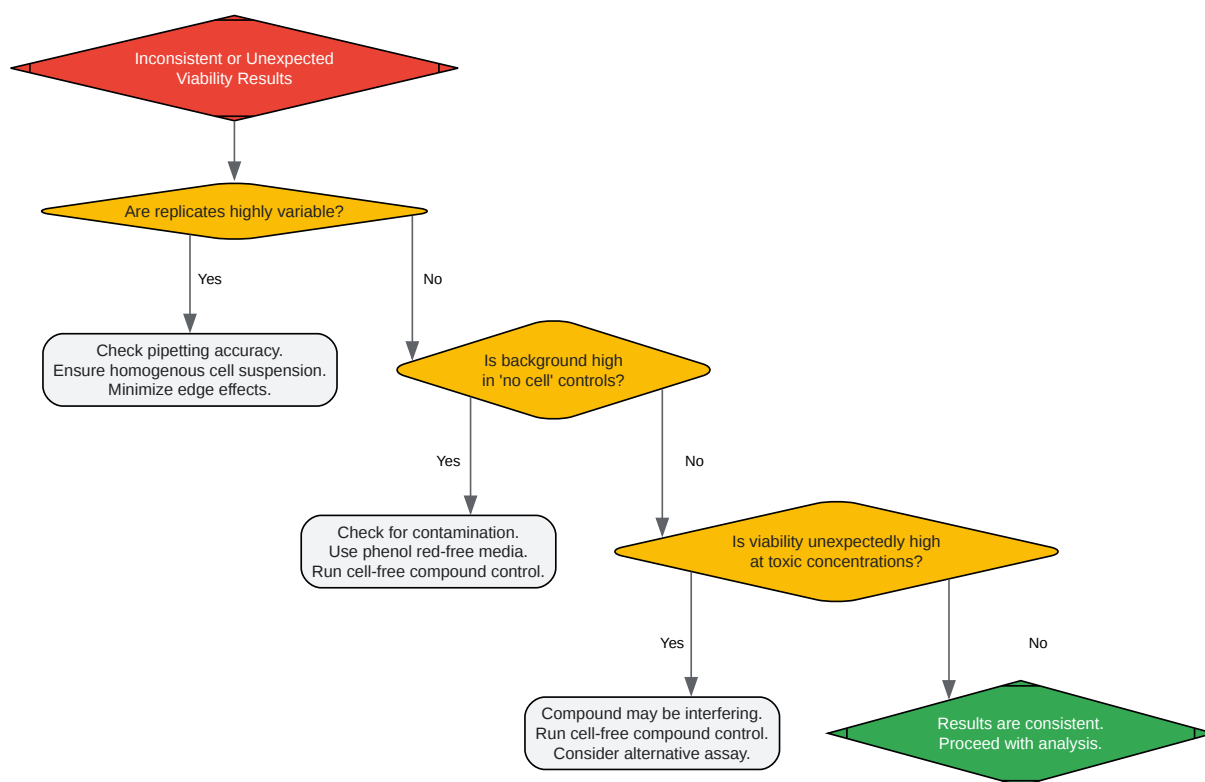 Inconsistent or Unexpected
Viability Results
Are replicates highly variable?
Yes
No
Check pipetting accuracy.
Ensure homogenous cell suspension.
Minimize edge effects.
Is background high
in 'no cell' controls?
Yes
No
Check for contamination.
Use phenol red-free media.
Run cell-free compound control.
Is viability unexpectedly high
at toxic concentrations?
Yes
No
Compound may be interfering.
Run cell-free compound control.
Consider alternative assay.
Results are consistent.
Proceed with analysis.